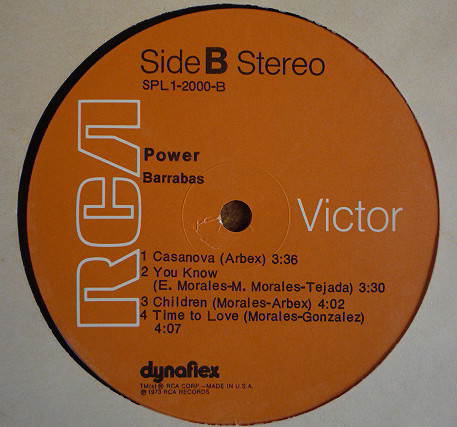 Side B Stereo
SPL1-2000-B
RCA
Power
Barrabas
Victor
1 Casanova (Arbex) 3:36
2 You Know
(E. Morales-M. Morales-Tejada) 3:30
3 Children (Morales-Arbex) 4:02
4 Time to Love (Morales-Gonzalez)
4:07
dynaflex
TM(s) ® RCA CORP.—MADE IN U.S.A.
℗ 1973 RCA RECORDS